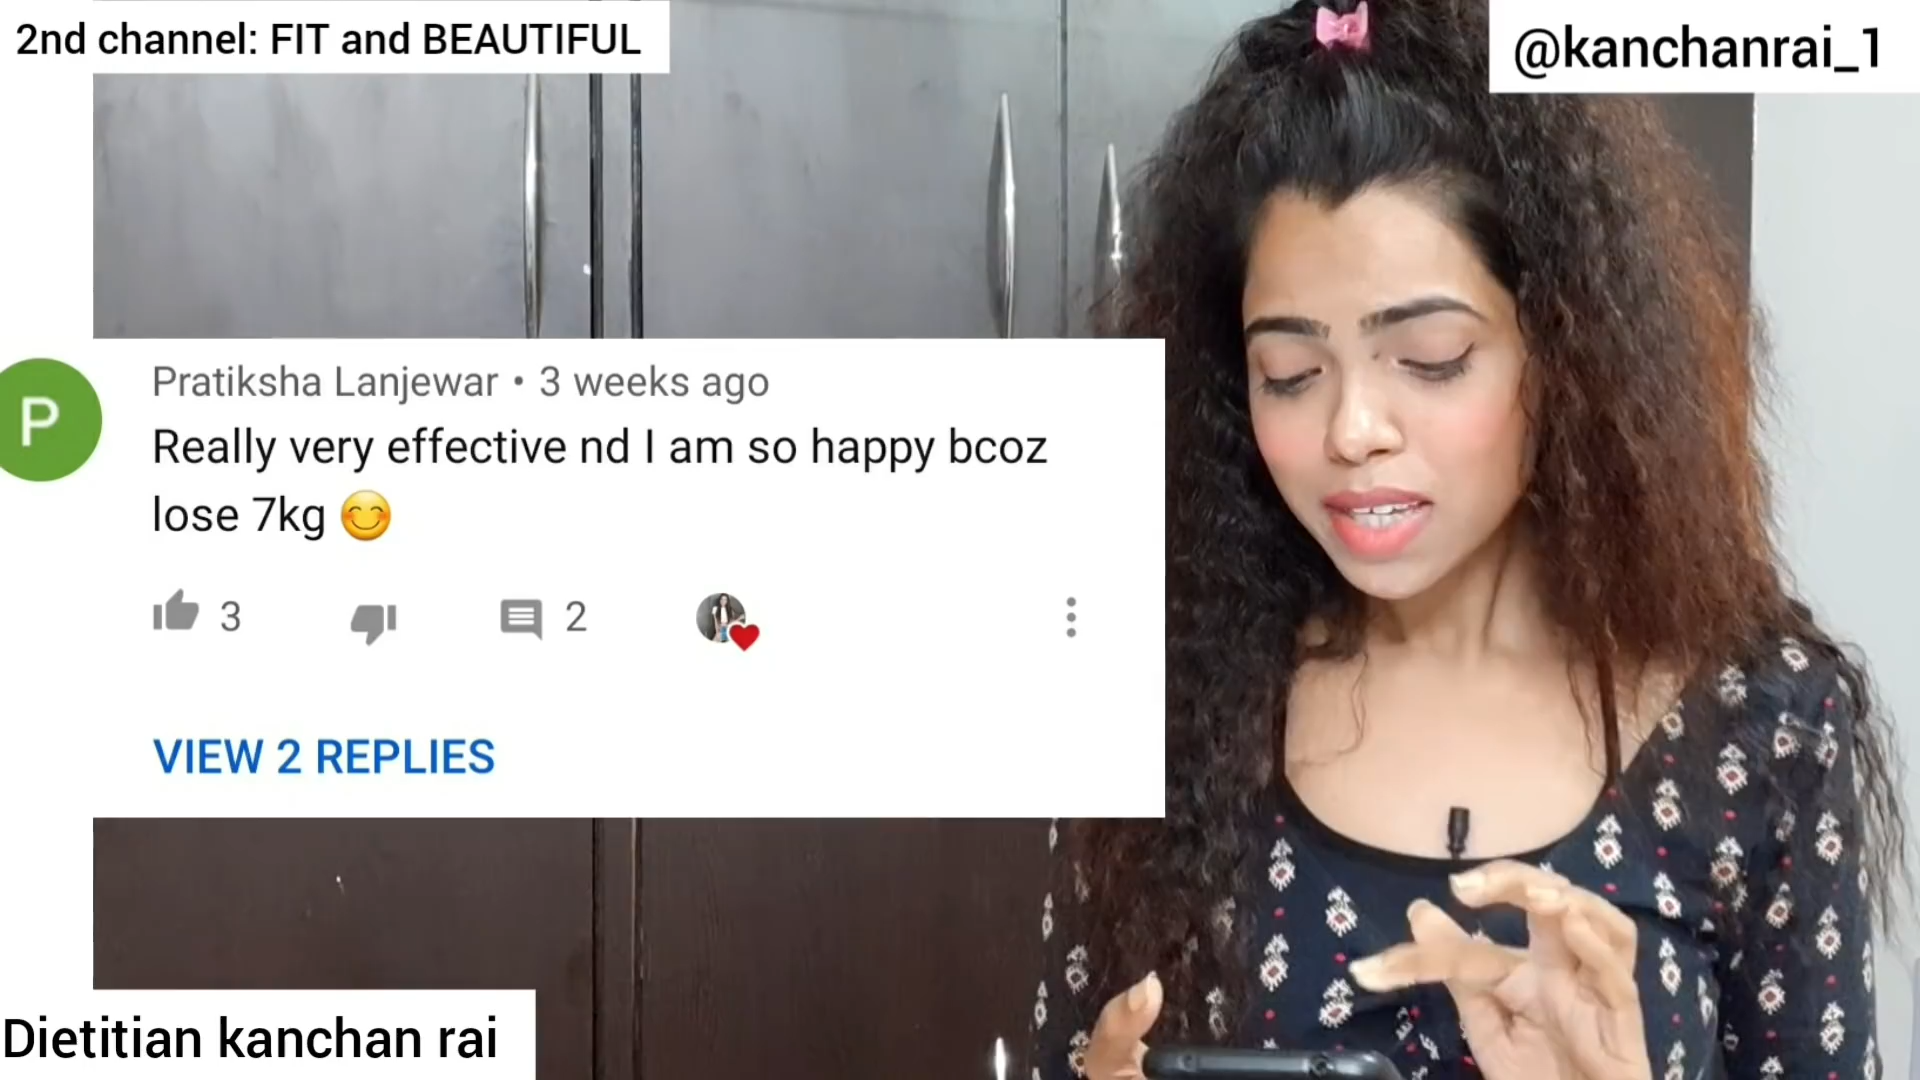 2nd channel: FIT and BEAUTIFUL
@kanchanrai_1
P
Pratiksha Lanjewar • 3 weeks ago
Really very effective nd I am so happy bcoz
lose 7kg 😊
3
2
VIEW 2 REPLIES
Dietitian kanchan rai